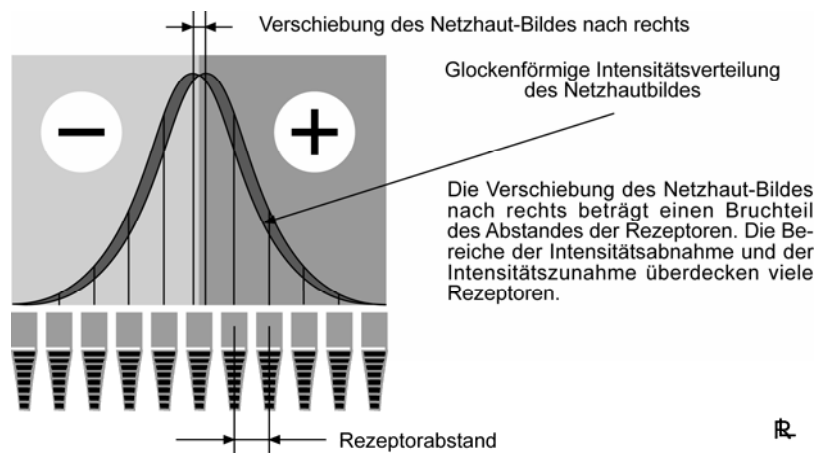 Verschiebung des Netzhaut-Bildes nach rechts
Glockenförmige Intensitätsverteilung
des Netzhautbildes
− +
Die Verschiebung des Netzhaut-Bildes
nach rechts beträgt einen Bruchteil
des Abstandes der Rezeptoren. Die Be-
reiche der Intensitätsabnahme und der
Intensitätszunahme überdecken viele
Rezeptoren.
Rezeptorabstand